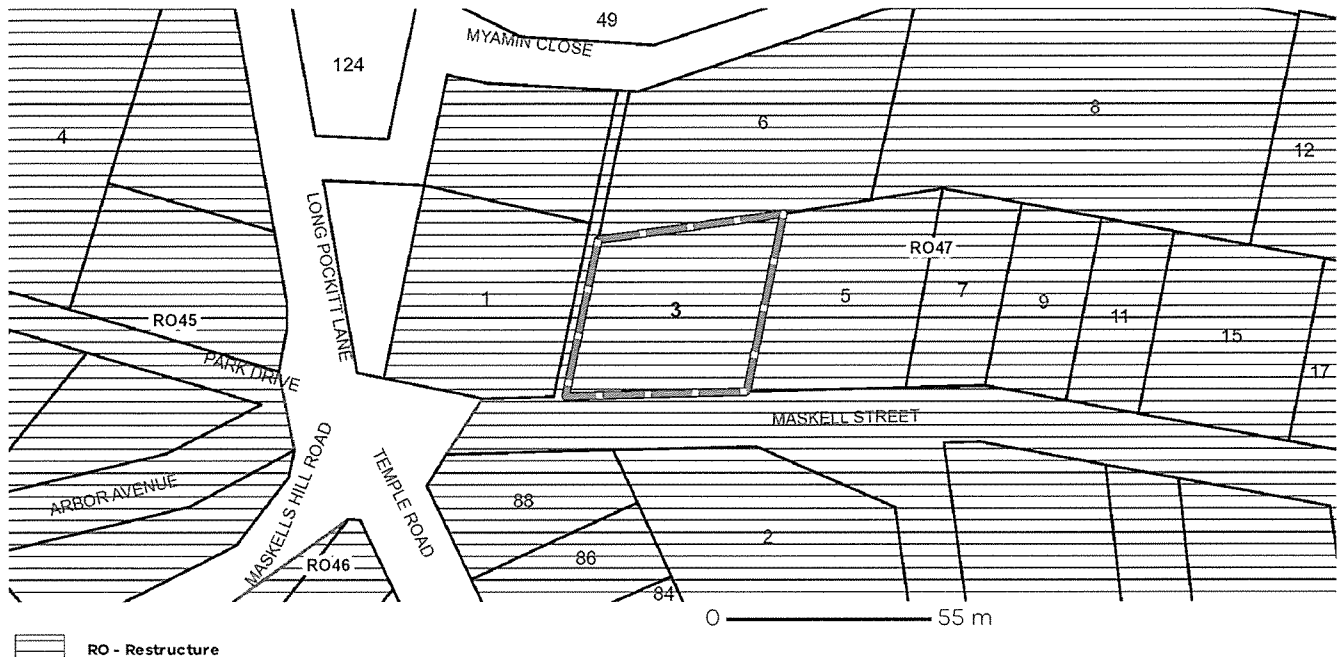 49
MYAMIN CLOSE
124
6
8
4
12
LONG POCKITT LANE
RO47
1
3
5
7
9
11
15
17
RO45
PARK DRIVE
MASKELL STREET
ARBOR AVENUE
MASKELLS HILL ROAD
TEMPLE ROAD
88
86
84
2
RO46
0 55 m
RO - Restructure